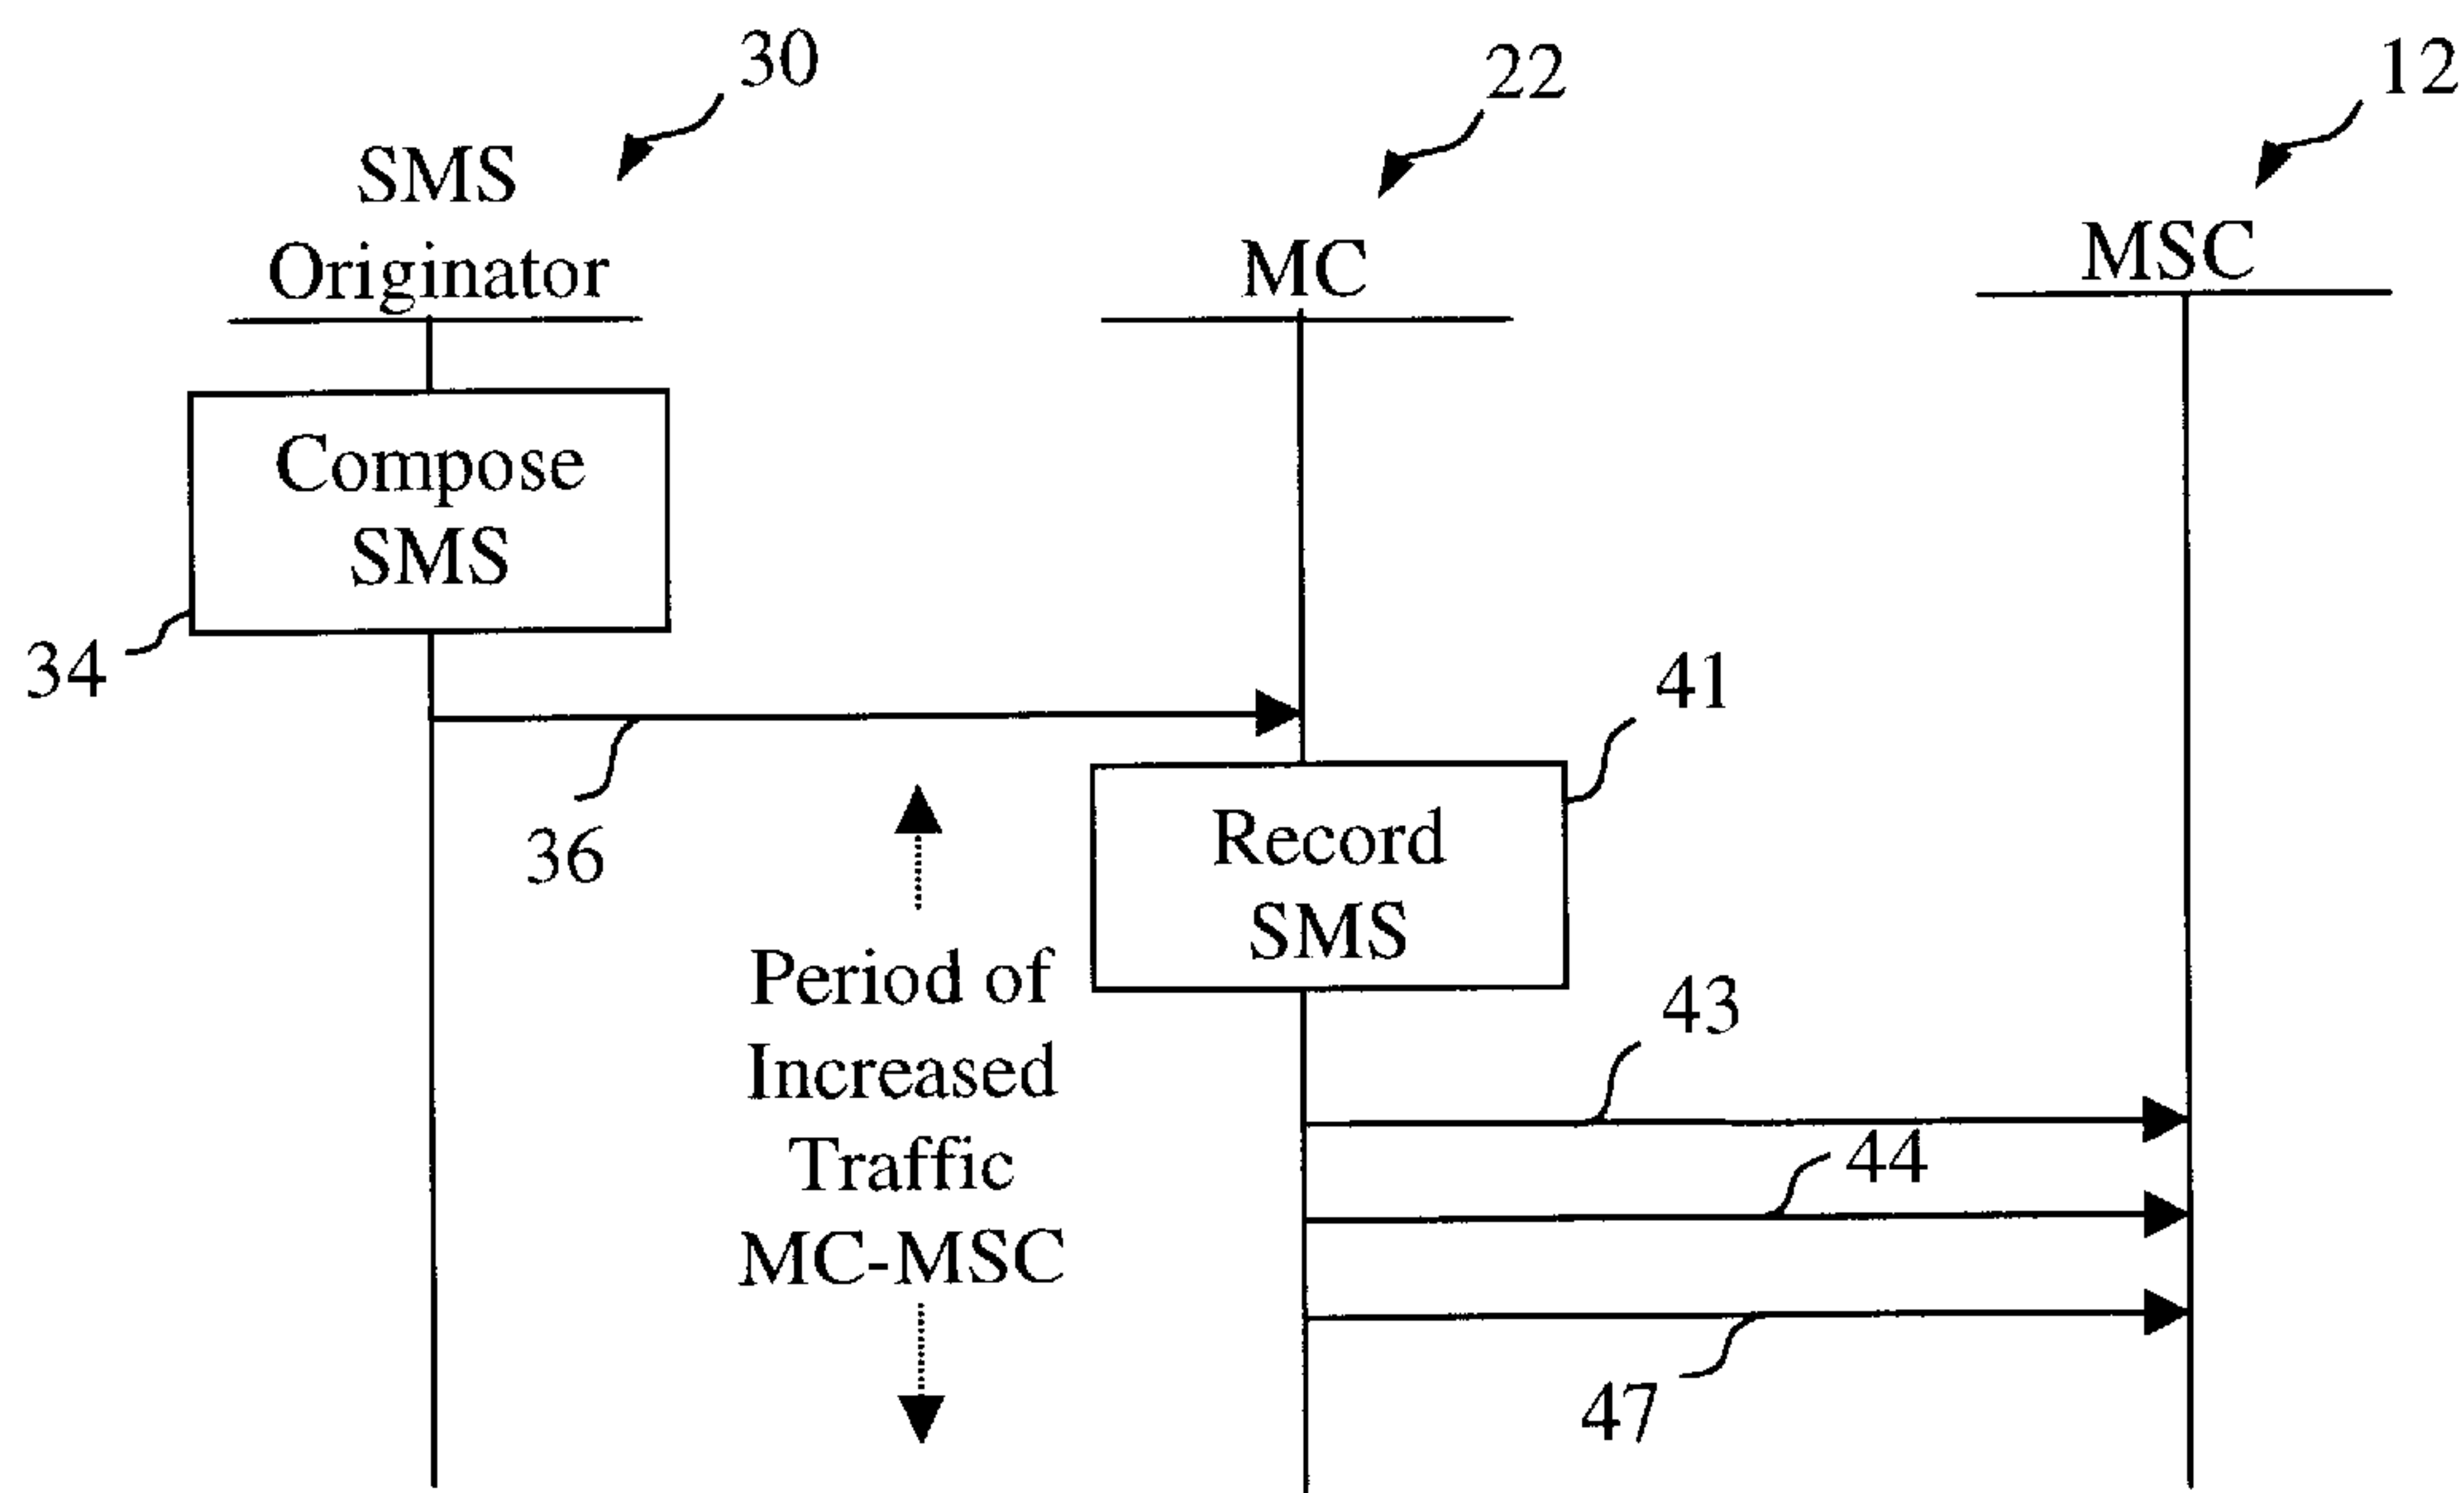 30
22
12
SMS
Originator
MC
MSC
Compose
SMS
34
36
41
Record
SMS
Period of
Increased
Traffic
MC-MSC
43
44
47